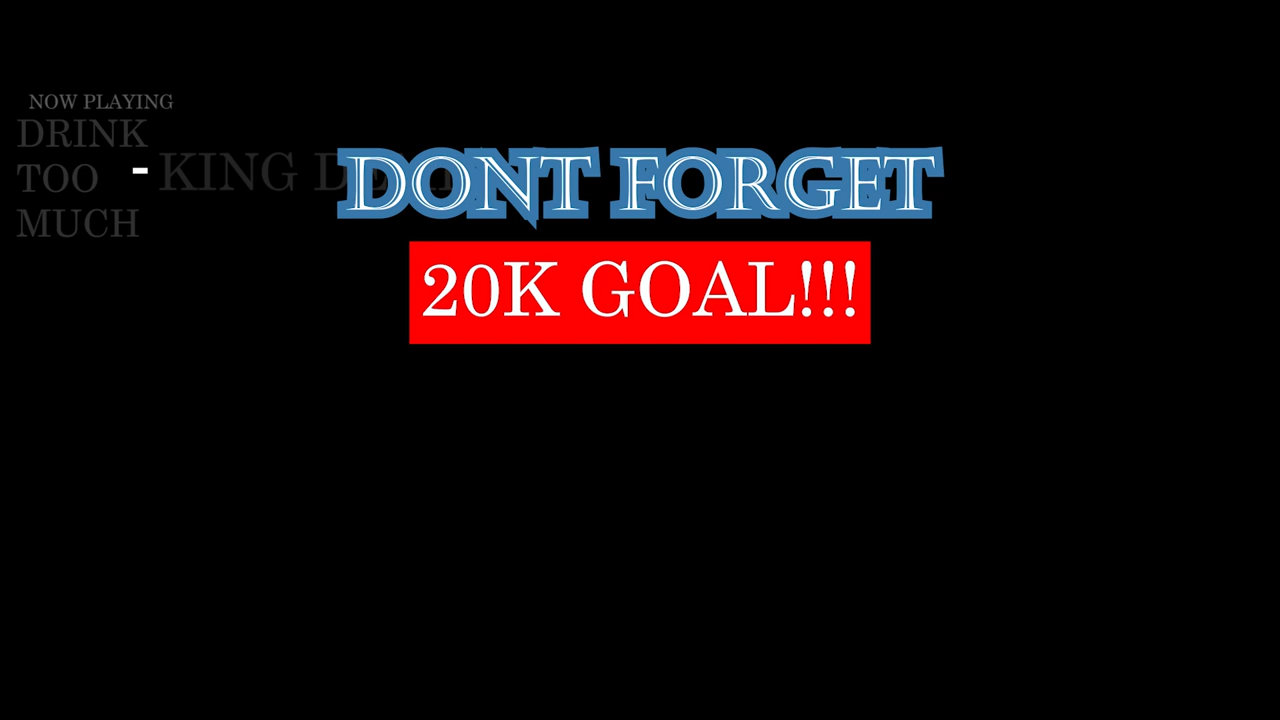 NOW PLAYING
DRINK
TOO
MUCH
- KING
DONT FORGET
20K GOAL!!!